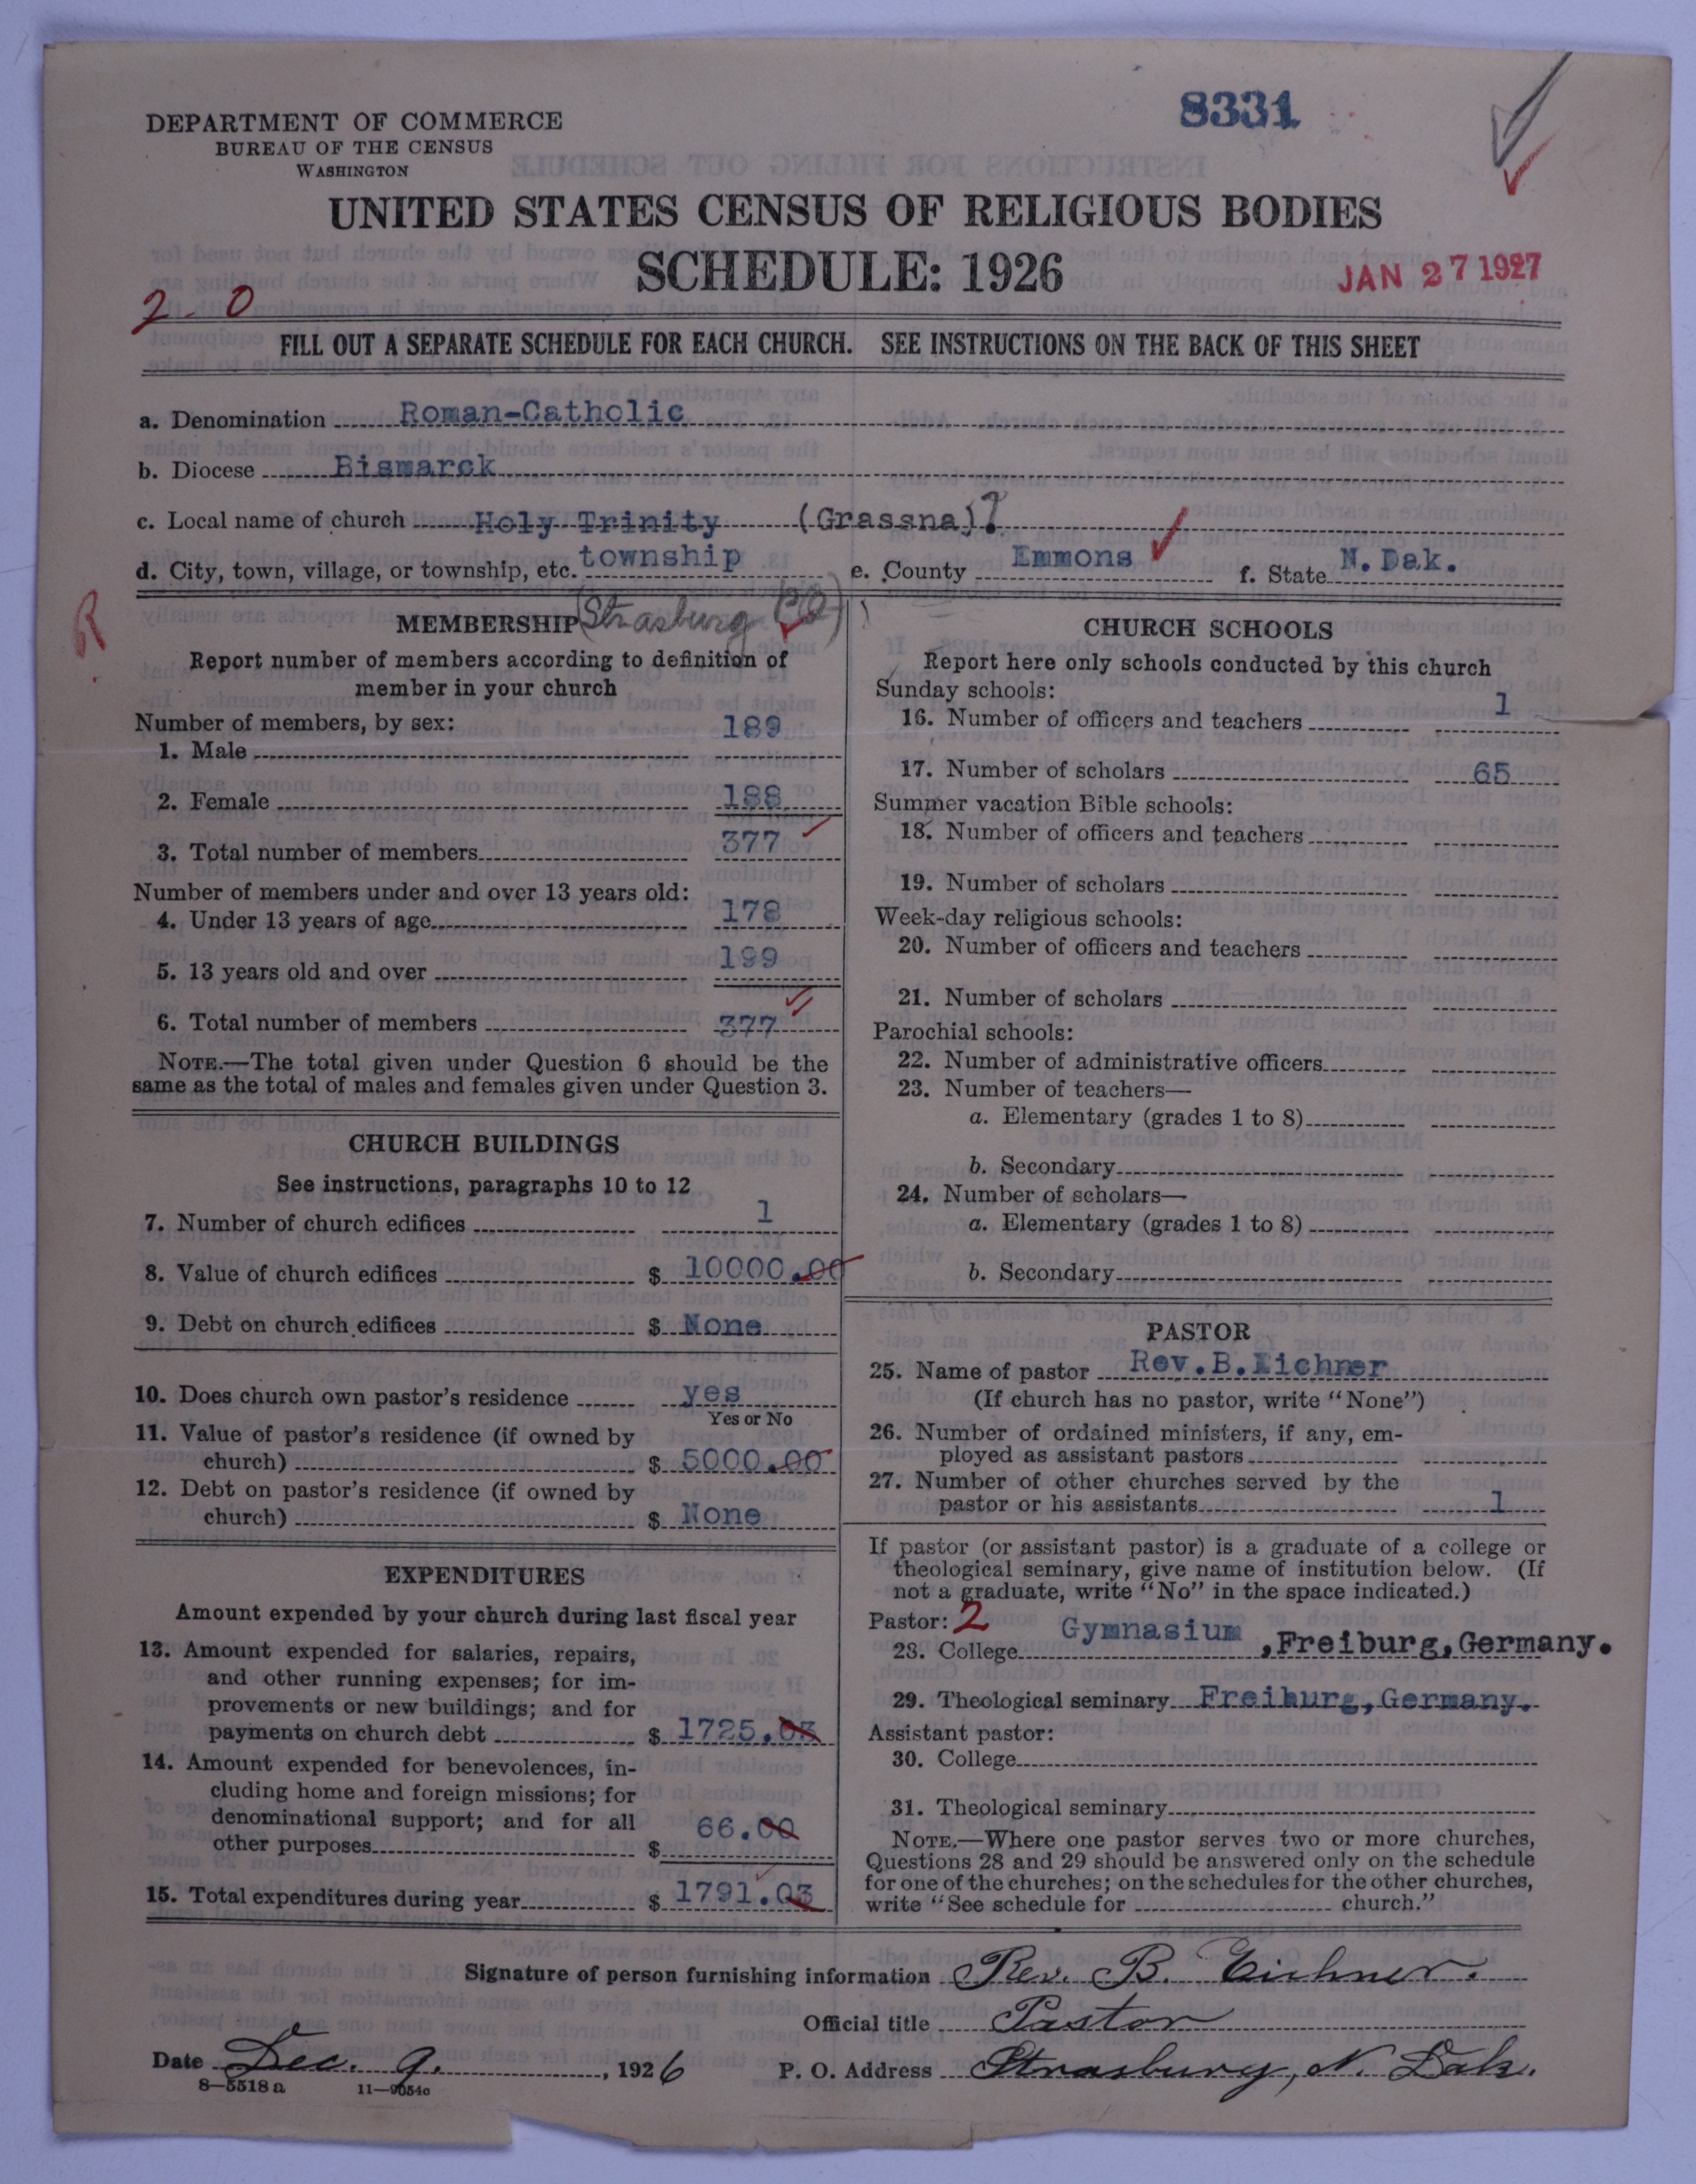 8331
DEPARTMENT OF COMMERCE
BUREAU OF THE CENSUS
WASHINGTON
UNITED STATES CENSUS OF RELIGIOUS BODIES
SCHEDULE: 1926
JAN 27 1927
2 0
FILL OUT A SEPARATE SCHEDULE FOR EACH CHURCH. SEE INSTRUCTIONS ON THE BACK OF THIS SHEET
a. Denomination Roman-Catholic
b. Diocese Bismarck
c. Local name of church Holy Trinity (Grassna)?
d. City, town, village, or township, etc. township e. County Emmons f. State N. Dak.
(Strasburg PO)
R
MEMBERSHIP
Report number of members according to definition of
member in your church
Number of members, by sex:
1. Male 189
2. Female 188
3. Total number of members 377
Number of members under and over 13 years old:
4. Under 13 years of age 178
5. 13 years old and over 199
6. Total number of members 377
NOTE.—The total given under Question 6 should be the
same as the total of males and females given under Question 3.
CHURCH BUILDINGS
See instructions, paragraphs 10 to 12
7. Number of church edifices 1
8. Value of church edifices $ 10000.00
9. Debt on church edifices $ None
10. Does church own pastor's residence yes
Yes or No
11. Value of pastor's residence (if owned by
church) $ 5000.00
12. Debt on pastor's residence (if owned by
church) $ None
EXPENDITURES
Amount expended by your church during last fiscal year
13. Amount expended for salaries, repairs,
and other running expenses; for im-
provements or new buildings; and for
payments on church debt $ 1725.03
14. Amount expended for benevolences, in-
cluding home and foreign missions; for
denominational support; and for all
other purposes $ 66.00
15. Total expenditures during year $ 1791.03
CHURCH SCHOOLS
Report here only schools conducted by this church
Sunday schools:
16. Number of officers and teachers 1
17. Number of scholars 65
Summer vacation Bible schools:
18. Number of officers and teachers
19. Number of scholars
Week-day religious schools:
20. Number of officers and teachers
21. Number of scholars
Parochial schools:
22. Number of administrative officers
23. Number of teachers—
a. Elementary (grades 1 to 8)
b. Secondary
24. Number of scholars—
a. Elementary (grades 1 to 8)
b. Secondary
PASTOR
25. Name of pastor Rev.B.Eichner
(If church has no pastor, write "None")
26. Number of ordained ministers, if any, em-
ployed as assistant pastors
27. Number of other churches served by the
pastor or his assistants 1
If pastor (or assistant pastor) is a graduate of a college or
theological seminary, give name of institution below. (If
not a graduate, write "No" in the space indicated.)
Pastor: 2
28. College Gymnasium ,Freiburg,Germany.
29. Theological seminary Freiburg,Germany.
Assistant pastor:
30. College
31. Theological seminary
NOTE.—Where one pastor serves two or more churches,
Questions 28 and 29 should be answered only on the schedule
for one of the churches; on the schedules for the other churches,
write "See schedule for church."
Signature of person furnishing information Rev. B. Eichner.
Official title Pastor
Date Dec. 9. , 1926 P. O. Address Strasburg, N. Dak.
8—5518a 11—9054c